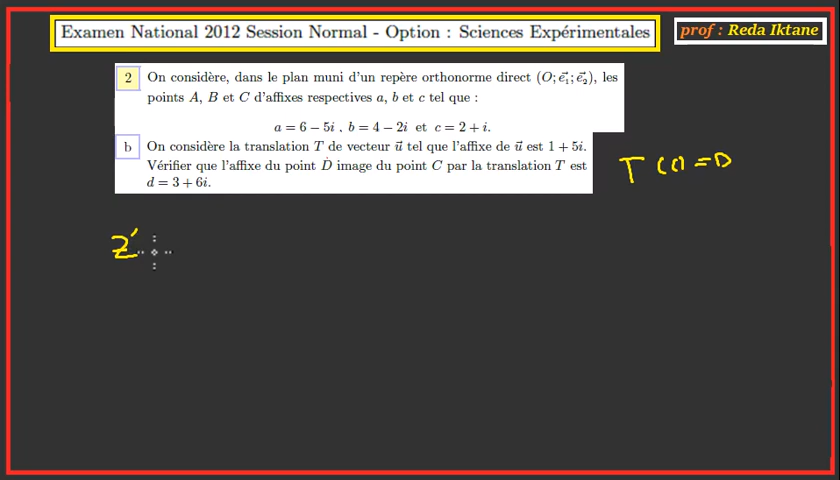 Examen National 2012 Session Normal - Option : Sciences Expérimentales
prof : Reda Iktane
2 On considère, dans le plan muni d'un repère orthonorme direct (O; e⃗₁; e⃗₂), les
points A, B et C d'affixes respectives a, b et c tel que :
a = 6 − 5i , b = 4 − 2i et c = 2 + i.
b On considère la translation T de vecteur u⃗ tel que l'affixe de u⃗ est 1 + 5i.
Vérifier que l'affixe du point D image du point C par la translation T est
d = 3 + 6i.
T(C) = D
Z'